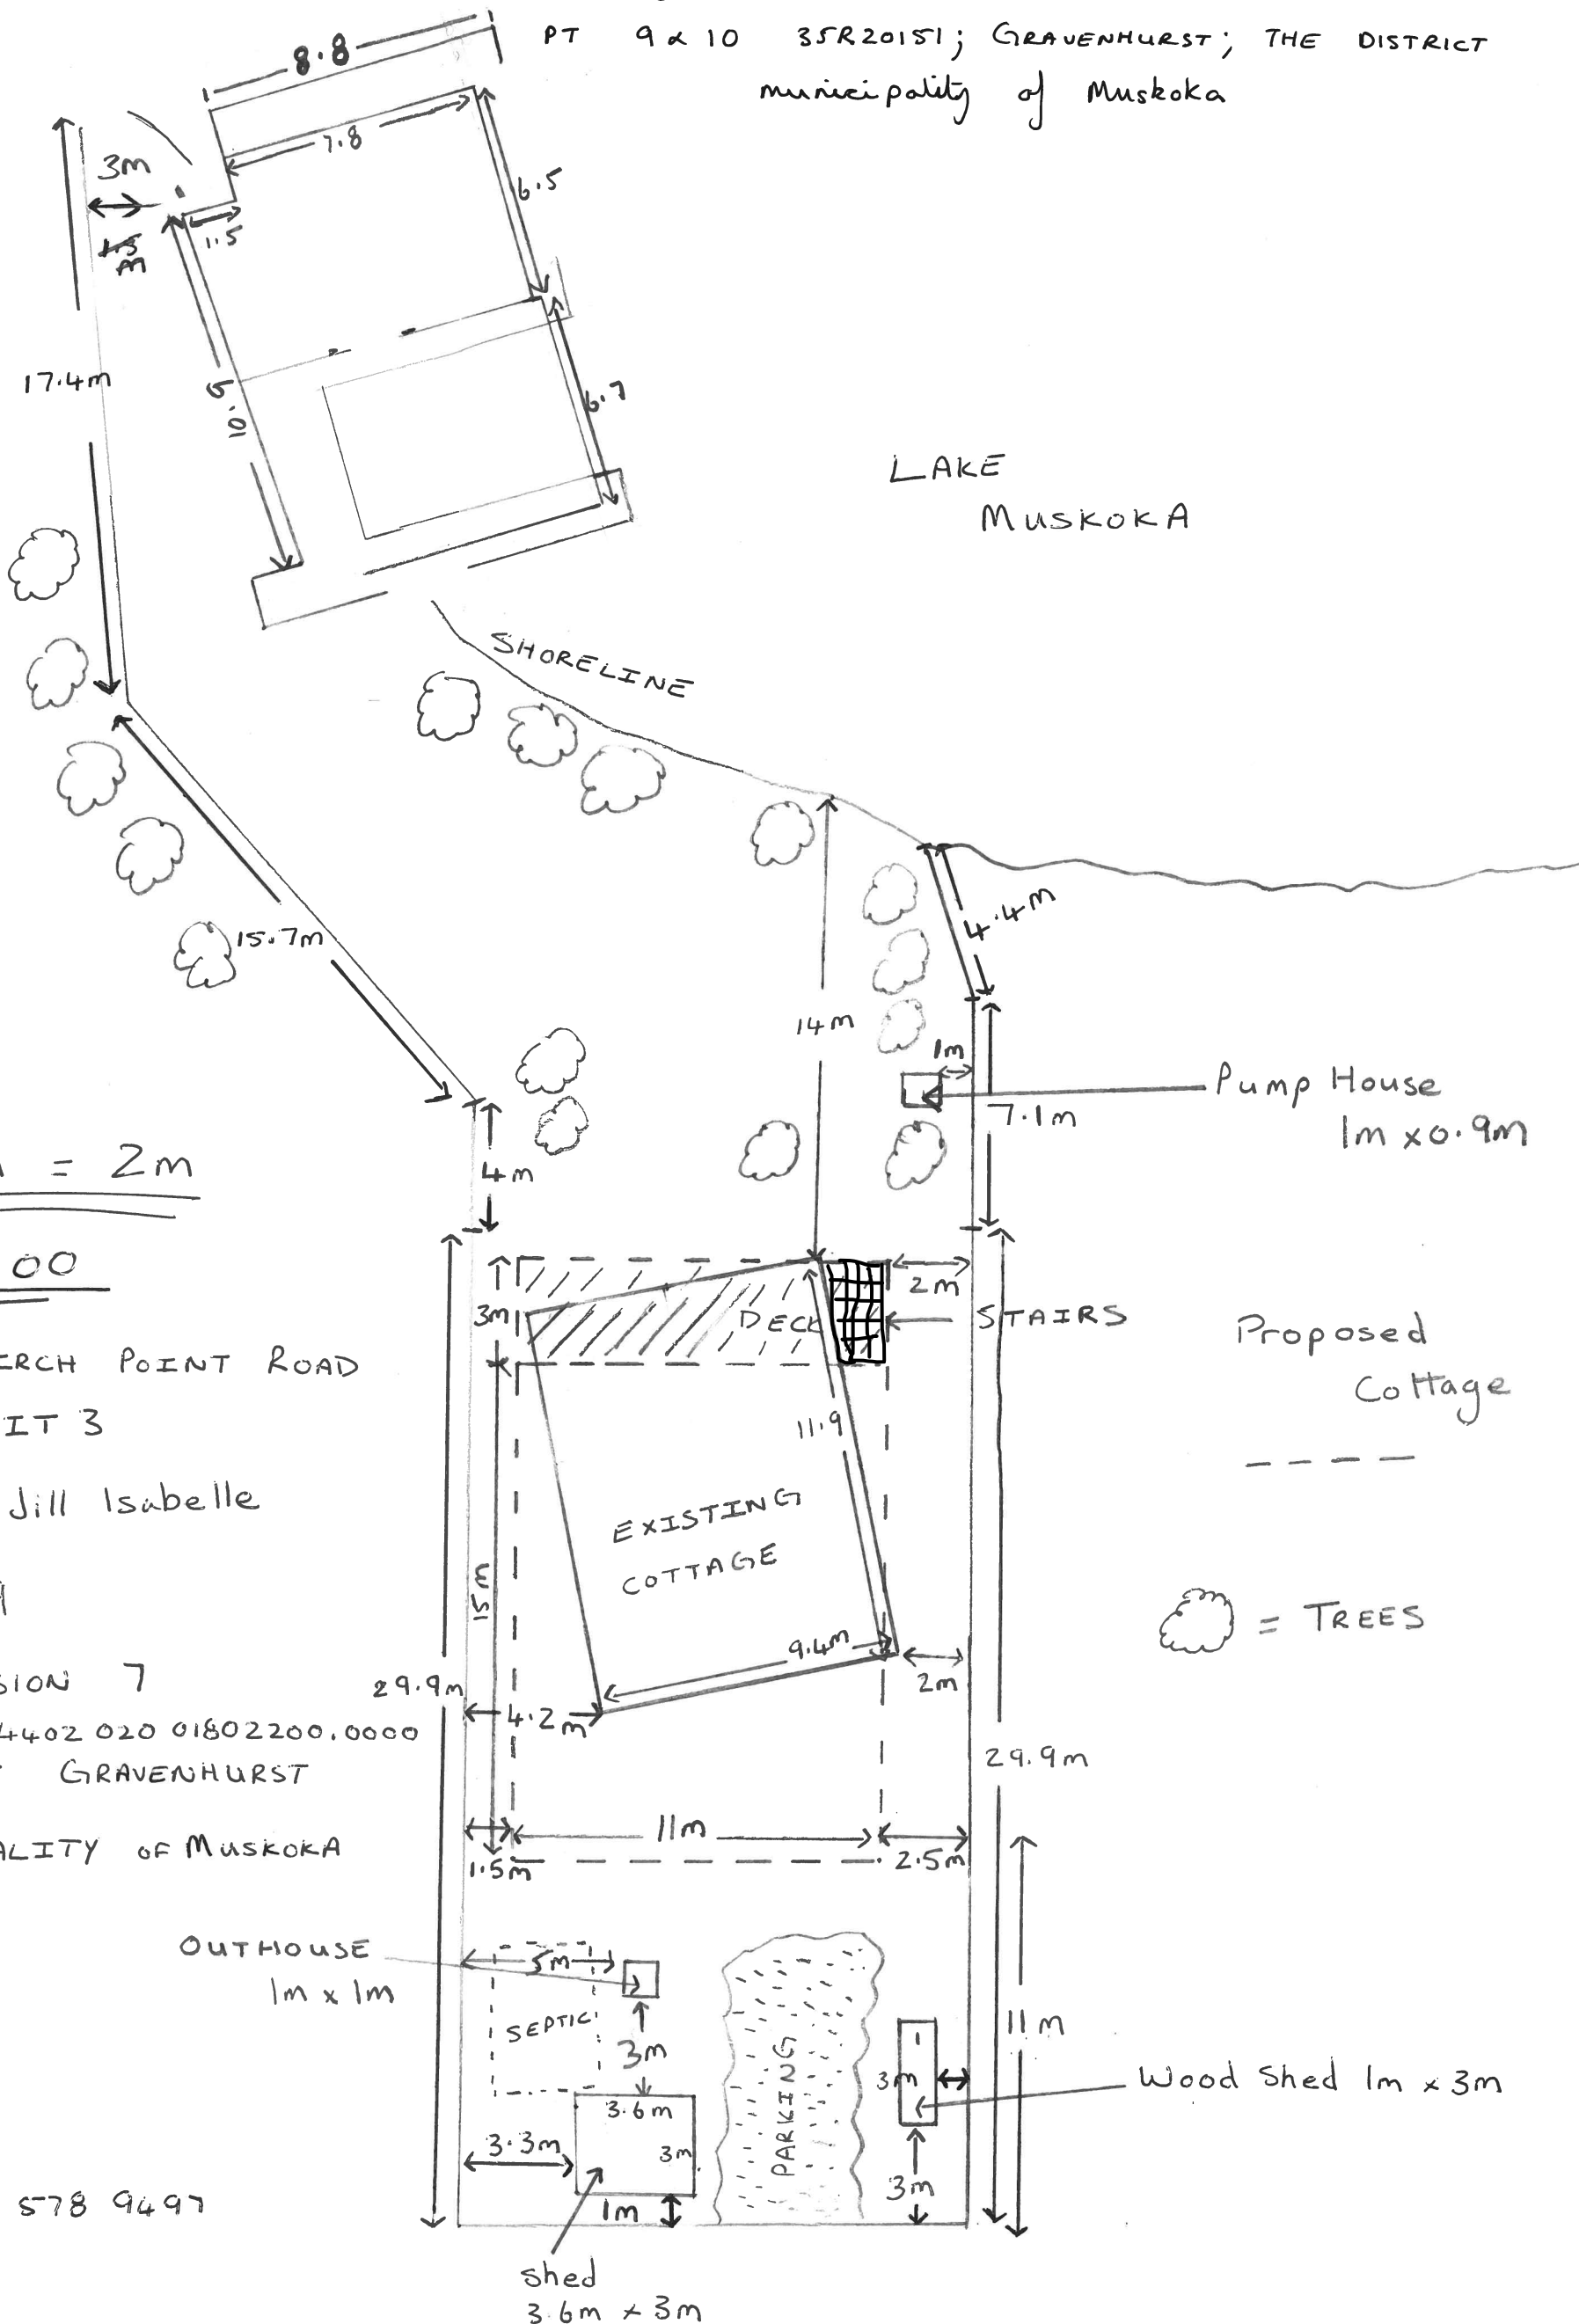 PT 9 & 10 35R20151; GRAVENHURST; THE DISTRICT
municipality of Muskoka
8.8
7.8
3m
1.5
6.5
17.4m
10.9
6.7
LAKE
MUSKOKA
SHORELINE
15.7m
14m
4.4m
1m
Pump House
1m x 0.9m
7.1m
= 2m
4m
00
2m
3m
DECK
STAIRS
Proposed
Cottage
POINT ROAD
IT 3
11.9
Jill Isabelle
EXISTING
COTTAGE
15m
= TREES
9.4m
2m
SION 7
29.9m
4.2m
4402 020 01802200.0000
GRAVENHURST
29.9m
11m
ALITY OF MUSKOKA
1.5m
2.5m
OUTHOUSE
1m x 1m
5m
SEPTIC
3m
11m
PARKING
3m
Wood Shed 1m x 3m
3.6m
3.3m
3m
3m
1m
578 9497
Shed
3.6m x 3m